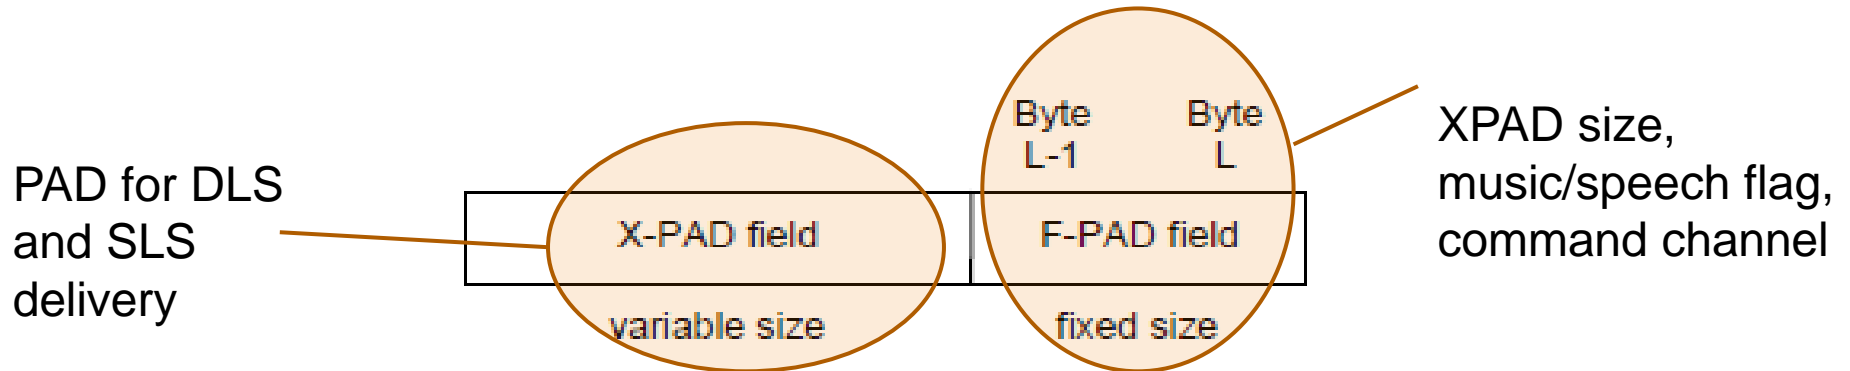 PAD for DLS
and SLS
delivery
X-PAD field
variable size
Byte
L-1
Byte
L
F-PAD field
fixed size
XPAD size,
music/speech flag,
command channel